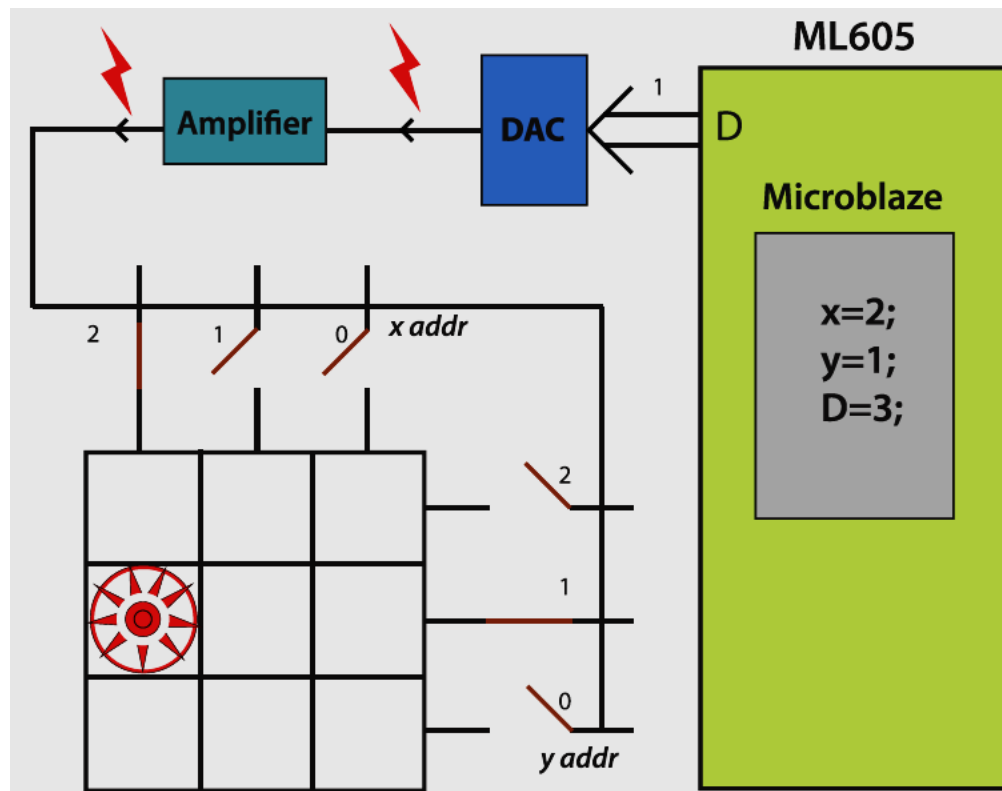 ML605
1
Amplifier
DAC
D
Microblaze
x=2;
y=1;
D=3;
2
1
0
x addr
2
1
0
y addr